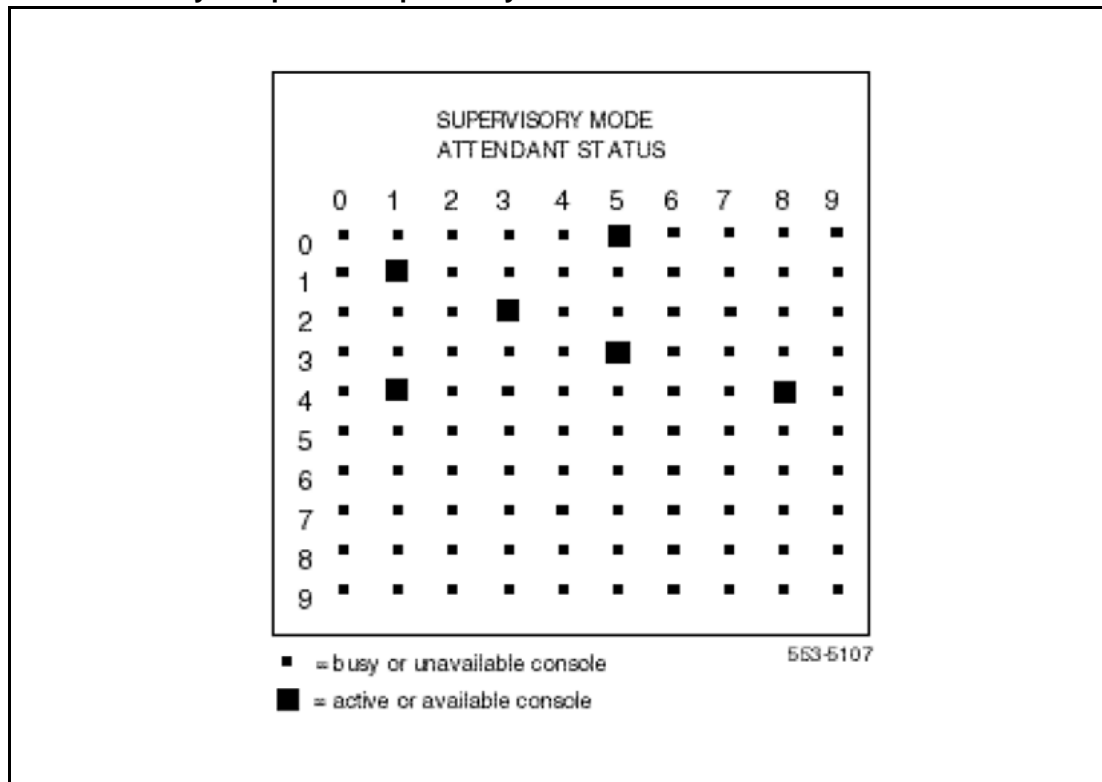 SUPERVISORY MODE
ATTENDANT STATUS
0 1 2 3 4 5 6 7 8 9
0
1
2
3
4
5
6
7
8
9
553-5107
= busy or unavailable console
= active or available console